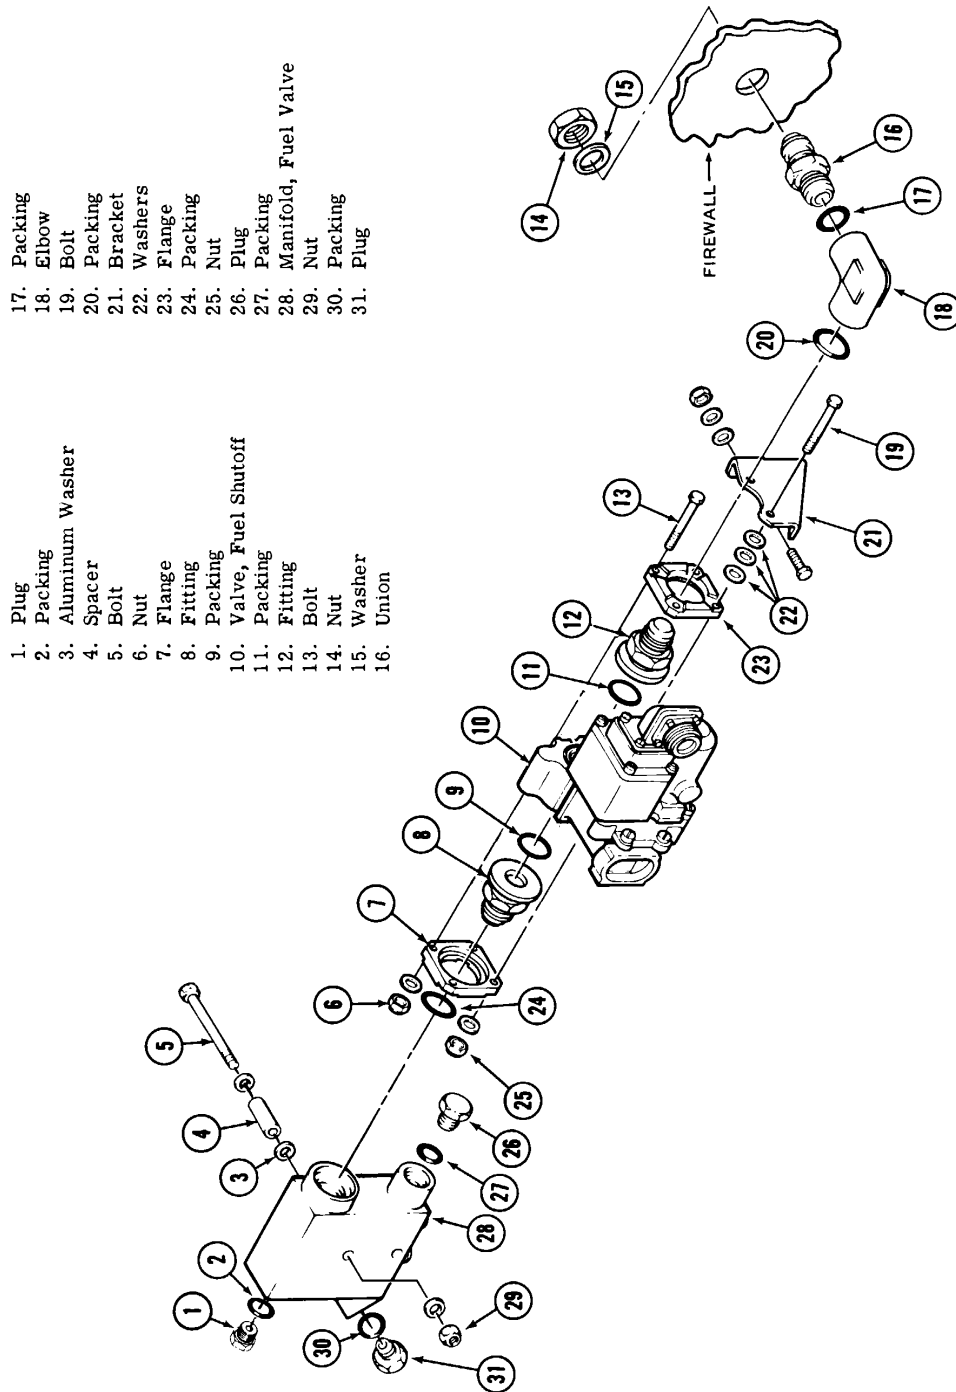 1. Plug
2. Packing
3. Aluminum Washer
4. Spacer
5. Bolt
6. Nut
7. Flange
8. Fitting
9. Packing
10. Valve, Fuel Shutoff
11. Packing
12. Fitting
13. Bolt
14. Nut
15. Washer
16. Union
17. Packing
18. Elbow
19. Bolt
20. Packing
21. Bracket
22. Washers
23. Flange
24. Packing
25. Nut
26. Plug
27. Packing
28. Manifold, Fuel Valve
29. Nut
30. Packing
31. Plug
1
2
3
4
5
6
7
8
9
10
11
12
13
14
15
FIREWALL
16
17
18
19
20
21
22
23
24
25
26
27
28
29
30
31